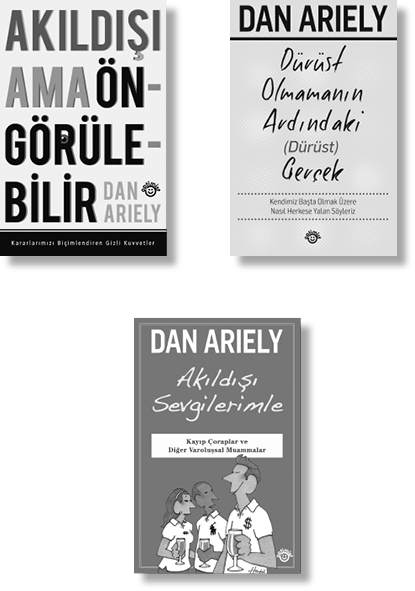 AKILDIŞI
AMA ÖN-
GÖRÜLE-
BİLİR DAN
ARIELY
Kararlarımızı Biçimlendiren Gizli Kuvvetler
DAN ARIELY
Dürüst
Olmamanın
Ardındaki
(Dürüst)
Gerçek
Kendimiz Başta Olmak Üzere
Nasıl Herkese Yalan Söyleriz
DAN ARIELY
Akıldışı
Sevgilerimle
Kayıp Çoraplar ve
Diğer Varoluşsal Muammalar
$